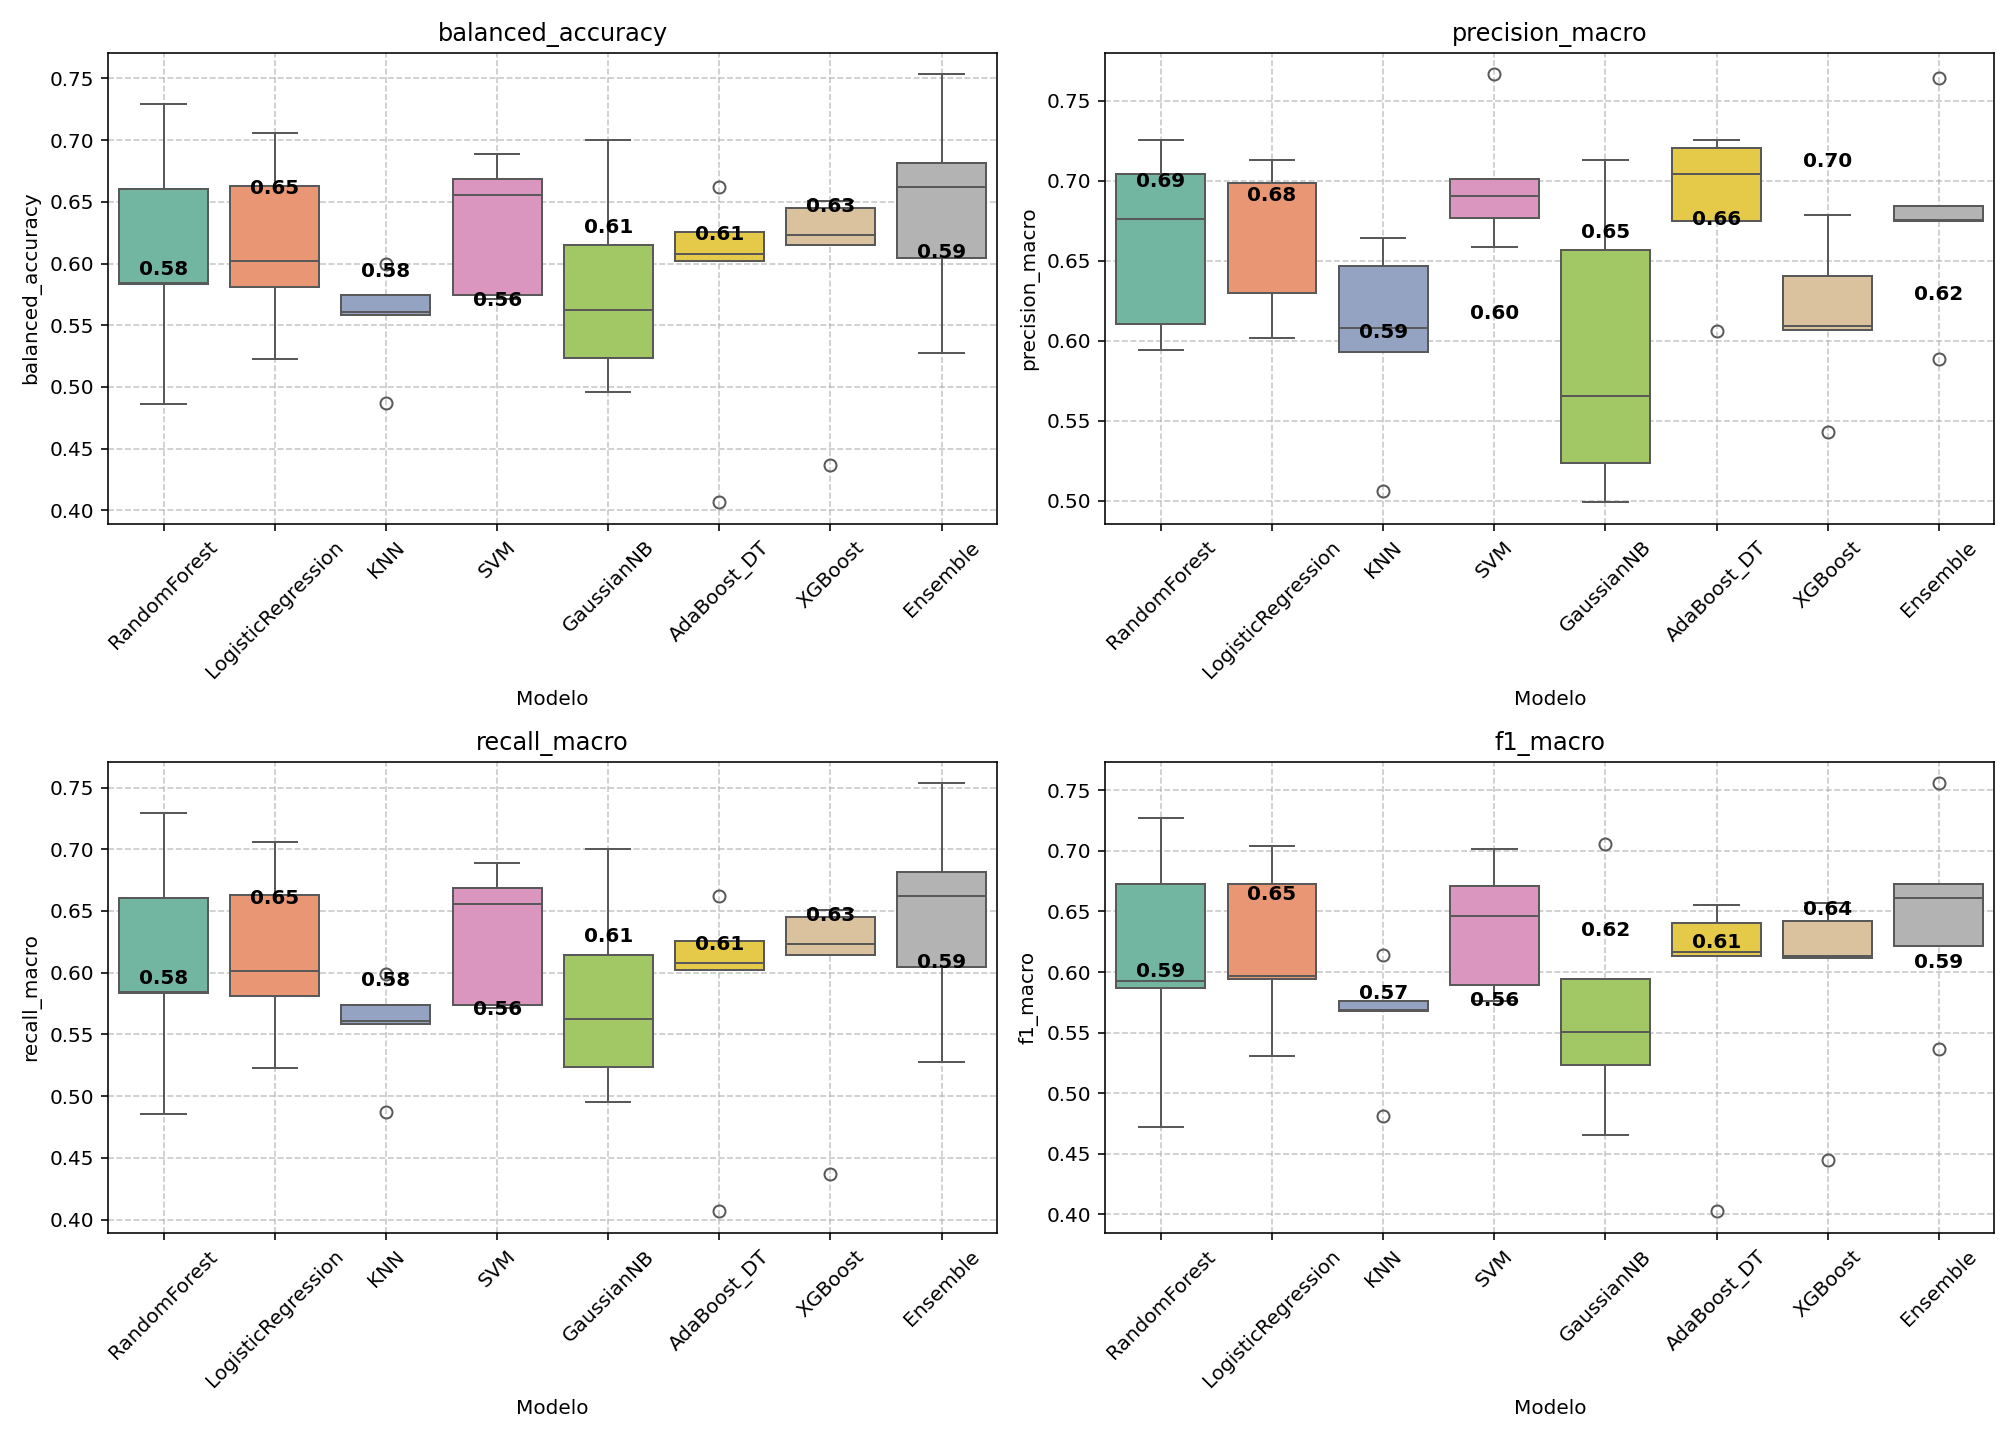 balanced_accuracy
balanced_accuracy
0.75
0.70
0.65
0.60
0.55
0.50
0.45
0.40
0.58
0.65
0.58
0.56
0.61
0.61
0.63
0.59
RandomForest
LogisticRegression
KNN
SVM
GaussianNB
AdaBoost_DT
XGBoost
Ensemble
Modelo
precision_macro
precision_macro
0.75
0.70
0.65
0.60
0.55
0.50
0.69
0.68
0.59
0.60
0.65
0.66
0.70
0.62
RandomForest
LogisticRegression
KNN
SVM
GaussianNB
AdaBoost_DT
XGBoost
Ensemble
Modelo
recall_macro
recall_macro
0.75
0.70
0.65
0.60
0.55
0.50
0.45
0.40
0.58
0.65
0.58
0.56
0.61
0.61
0.63
0.59
RandomForest
LogisticRegression
KNN
SVM
GaussianNB
AdaBoost_DT
XGBoost
Ensemble
Modelo
f1_macro
f1_macro
0.75
0.70
0.65
0.60
0.55
0.50
0.45
0.40
0.59
0.65
0.57
0.56
0.62
0.61
0.64
0.59
RandomForest
LogisticRegression
KNN
SVM
GaussianNB
AdaBoost_DT
XGBoost
Ensemble
Modelo